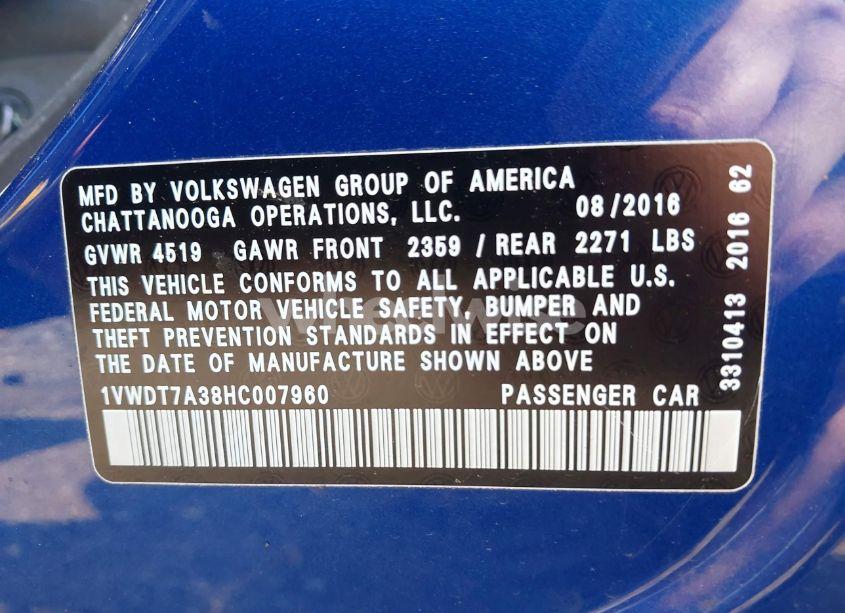 MFD BY VOLKSWAGEN GROUP OF AMERICA
CHATTANOOGA OPERATIONS, LLC. 08/2016
GVWR 4519 GAWR FRONT 2359 / REAR 2271 LBS
THIS VEHICLE CONFORMS TO ALL APPLICABLE U.S.
FEDERAL MOTOR VEHICLE SAFETY, BUMPER AND
THEFT PREVENTION STANDARDS IN EFFECT ON
THE DATE OF MANUFACTURE SHOWN ABOVE
1VWDT7A38HC007960 PASSENGER CAR
3310413 2016 62